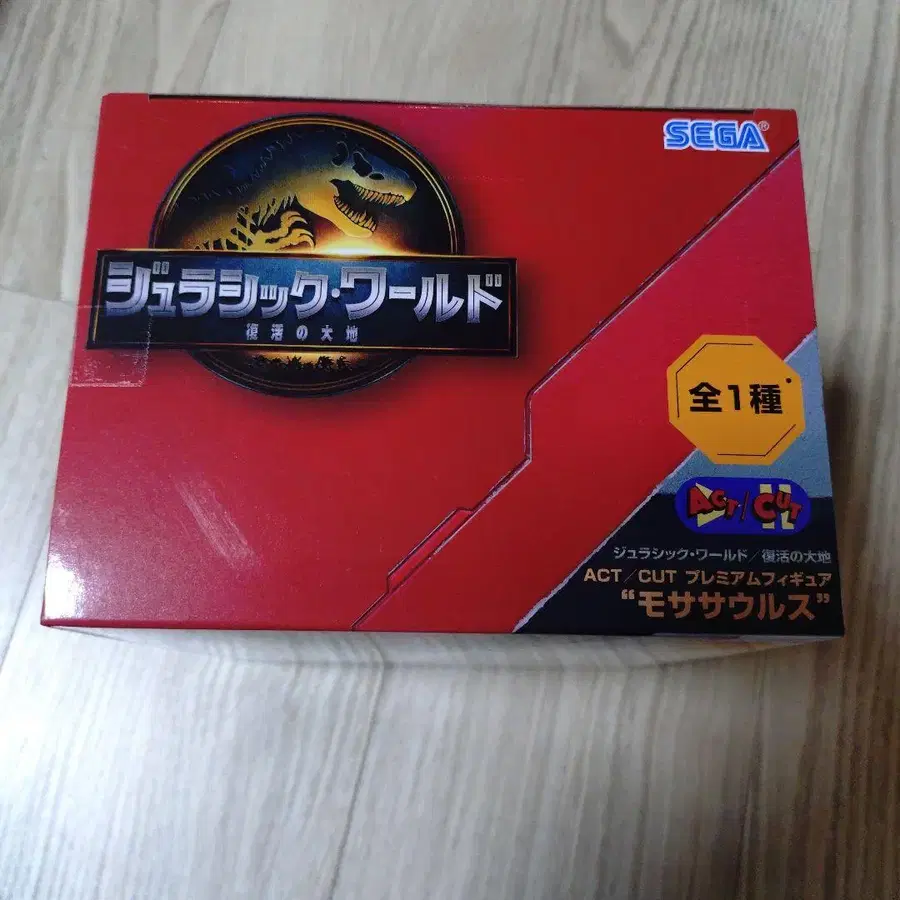 SEGA®
ジュラシック・ワールド
復活の大地
全1種
ACT/CUT
ジュラシック・ワールド/復活の大地
ACT/CUT プレミアムフィギュア
“モササウルス”